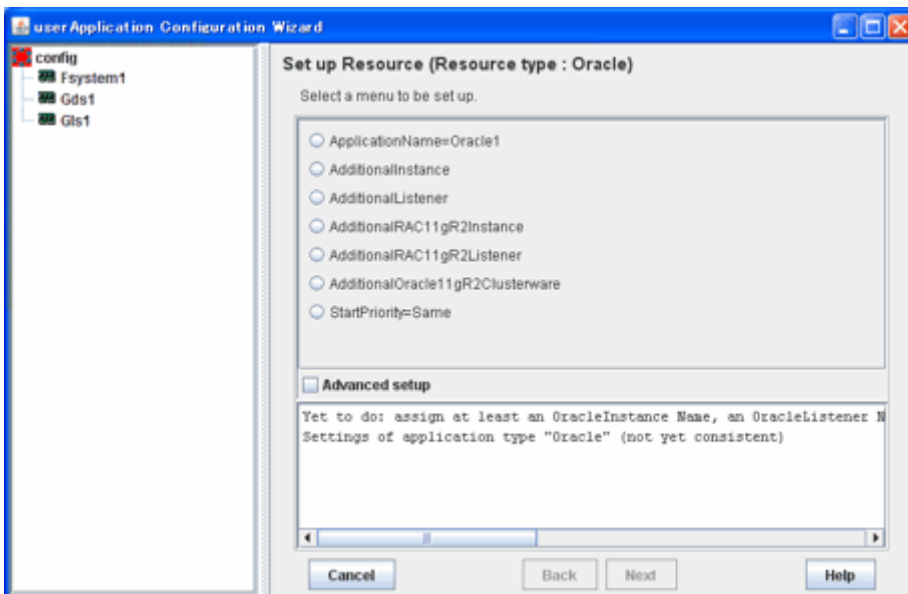 userApplication Configuration Wizard
config
Fsystem1
Gds1
Gls1
Set up Resource (Resource type : Oracle)
Select a menu to be set up.
ApplicationName=Oracle1
AdditionalInstance
AdditionalListener
AdditionalRAC11gR2Instance
AdditionalRAC11gR2Listener
AdditionalOracle11gR2Clusterware
StartPriority=Same
Advanced setup
Yet to do: assign at least an OracleInstance Name, an OracleListener N
Settings of application type "Oracle" (not yet consistent)
Cancel
Back
Next
Help